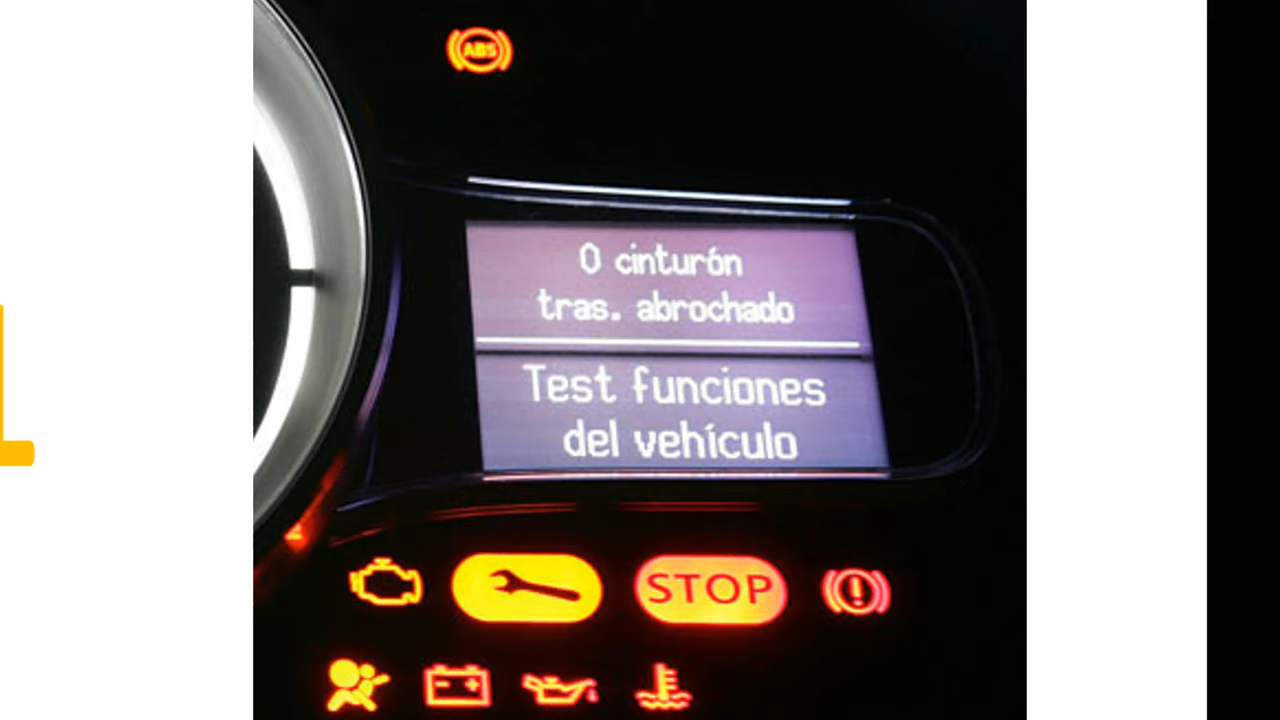 ABS
0 cinturón
tras. abrochado
Test funciones
del vehículo
STOP